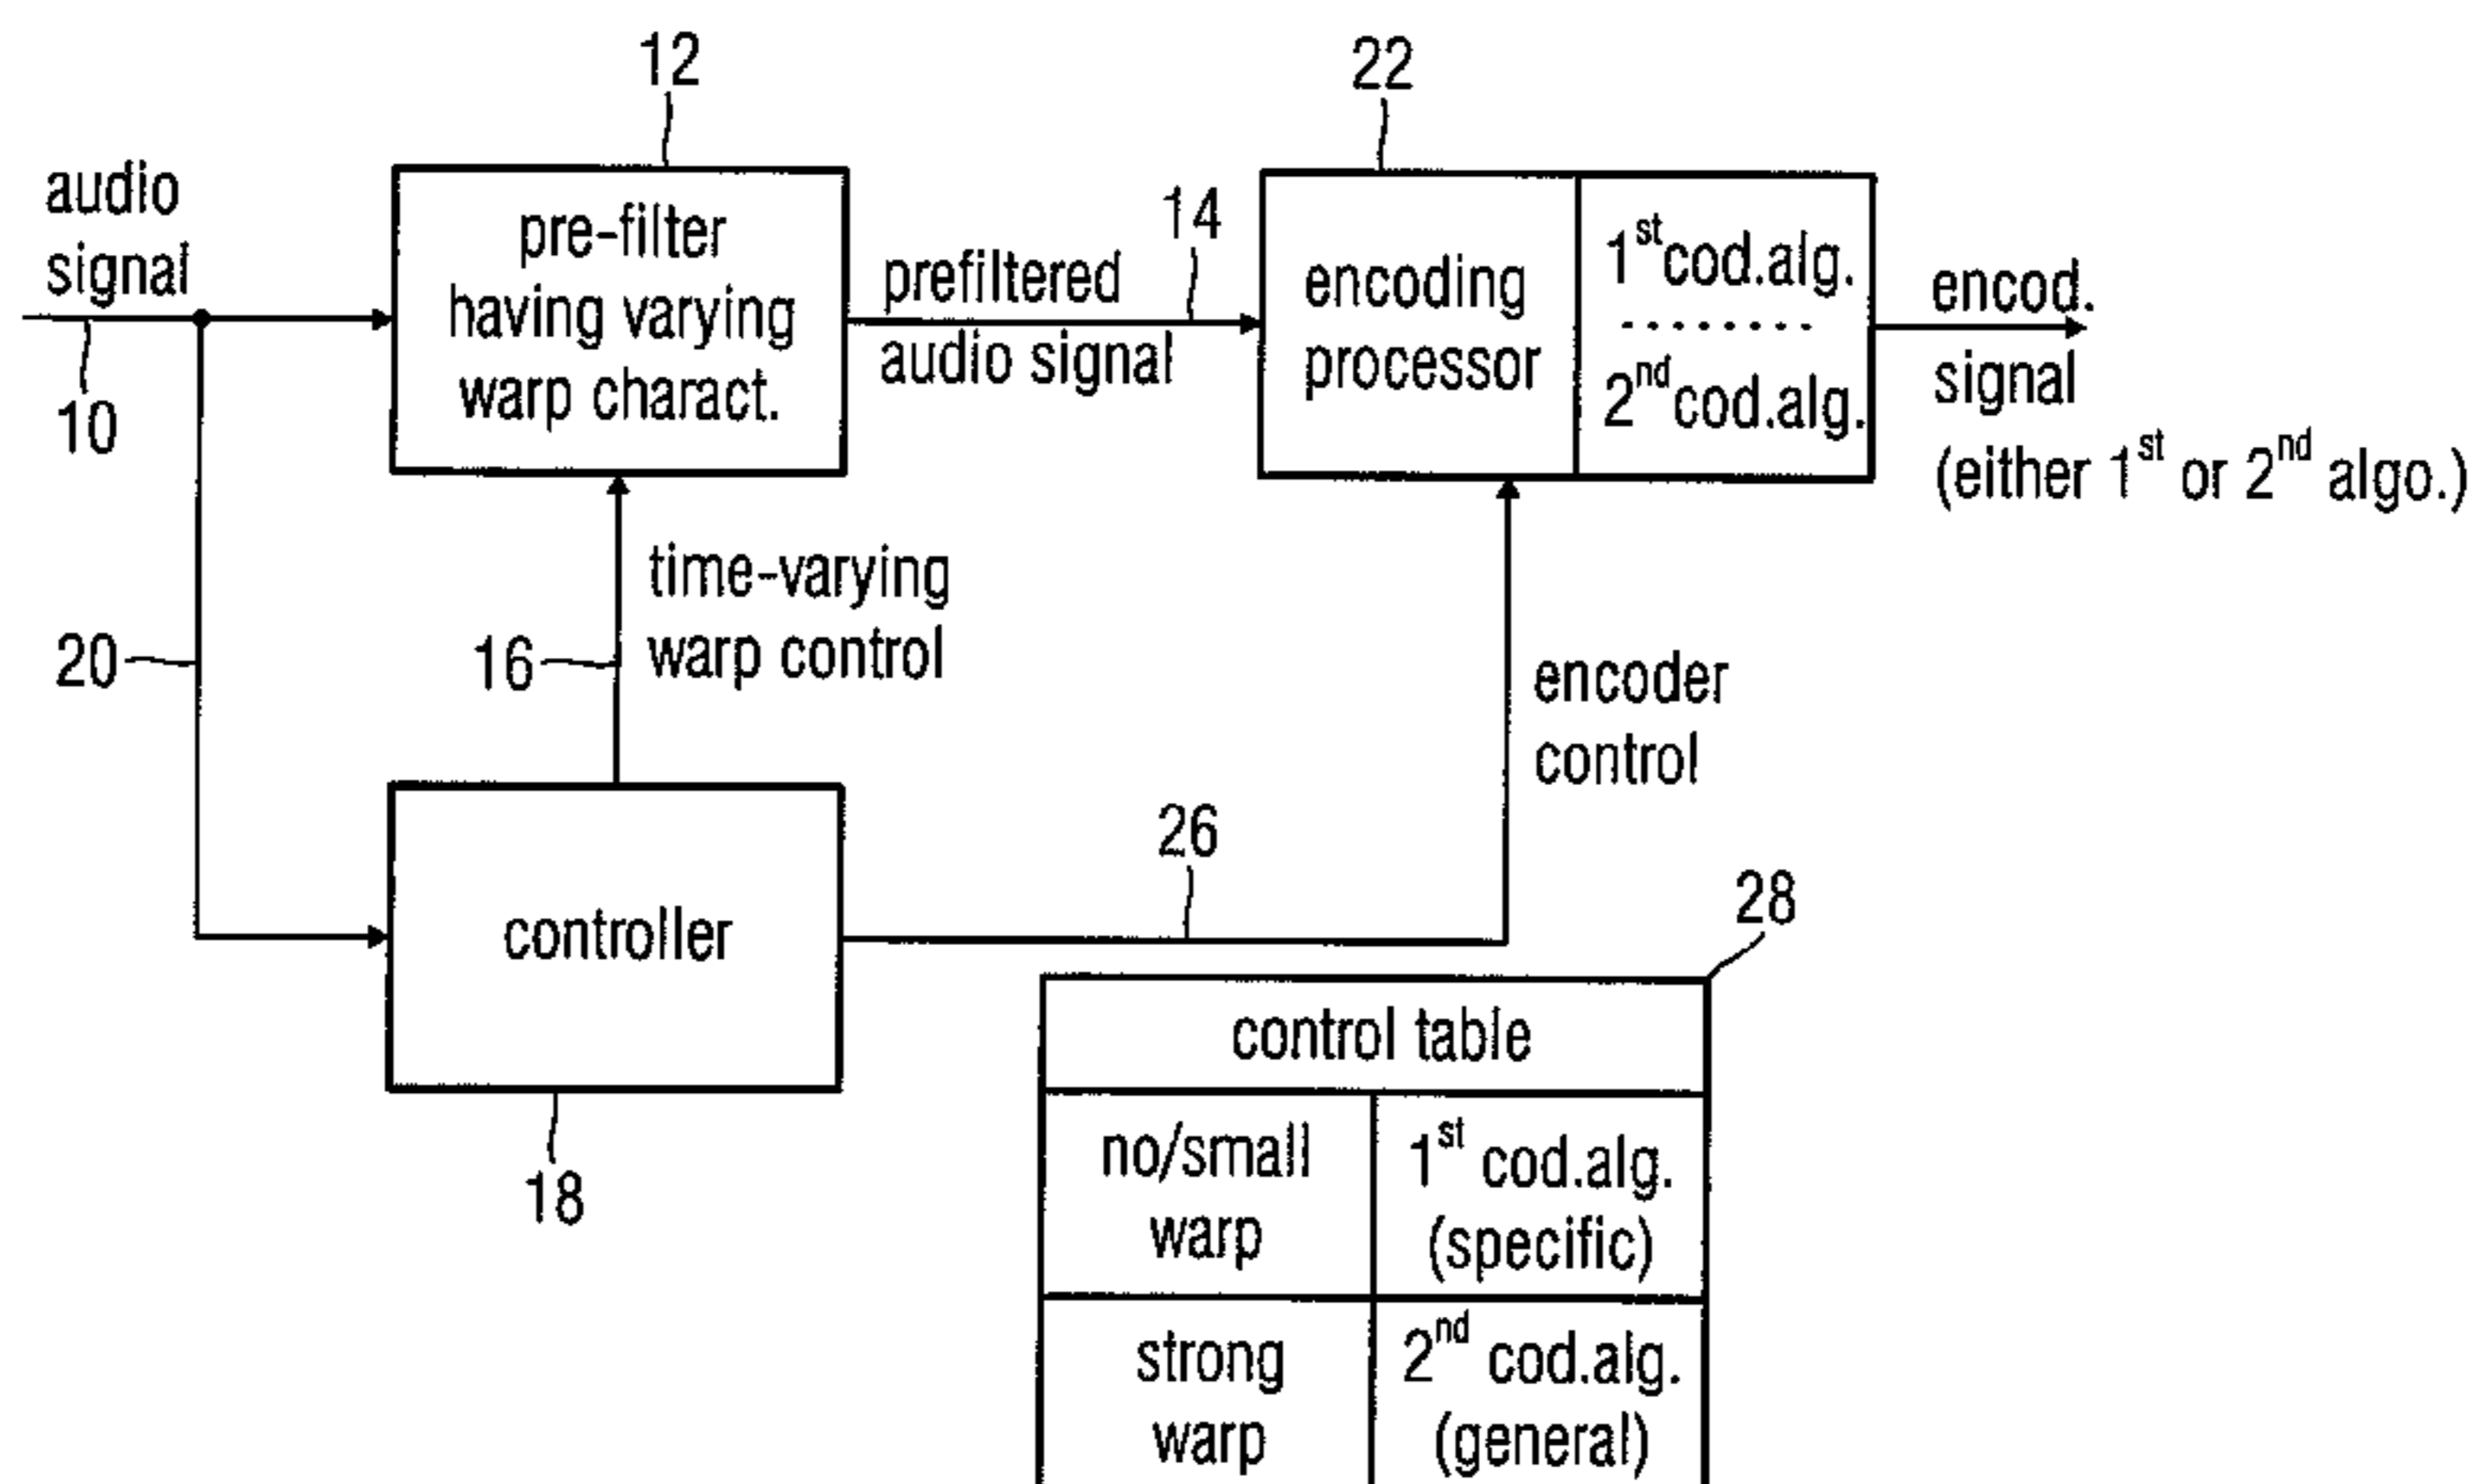 12
22
audio
signal
10
pre-filter
having varying
warp charact.
prefiltered
audio signal
14
encoding
processor
1st cod.alg.
2nd cod.alg.
encod.
signal
(either 1st or 2nd algo.)
20
16
time-varying
warp control
encoder
control
controller
18
26
28
control table
no/small
warp
1st cod.alg.
(specific)
strong
warp
2nd cod.alg.
(general)